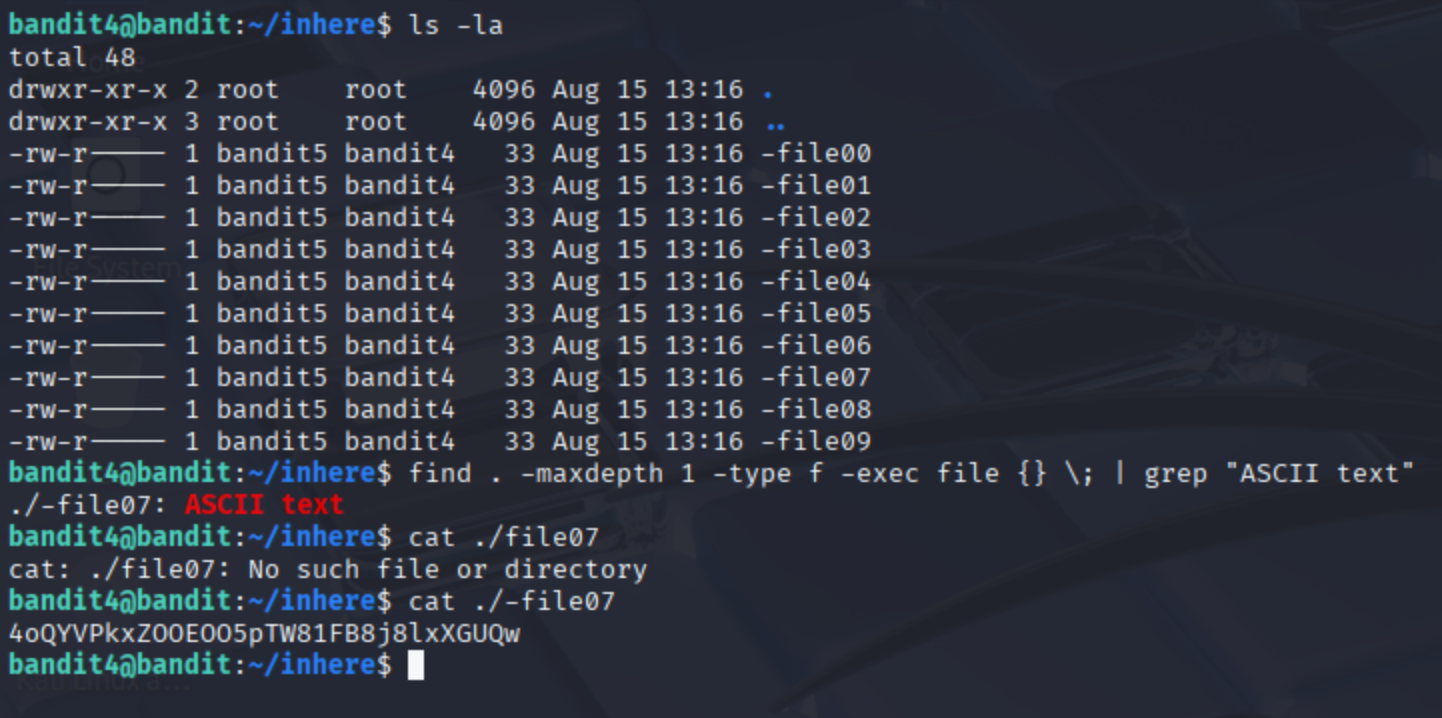 bandit4@bandit:~/inhere$ ls -la
total 48
drwxr-xr-x 2 root    root    4096 Aug 15 13:16 .
drwxr-xr-x 3 root    root    4096 Aug 15 13:16 ..
-rw-r----- 1 bandit5 bandit4   33 Aug 15 13:16 -file00
-rw-r----- 1 bandit5 bandit4   33 Aug 15 13:16 -file01
-rw-r----- 1 bandit5 bandit4   33 Aug 15 13:16 -file02
-rw-r----- 1 bandit5 bandit4   33 Aug 15 13:16 -file03
-rw-r----- 1 bandit5 bandit4   33 Aug 15 13:16 -file04
-rw-r----- 1 bandit5 bandit4   33 Aug 15 13:16 -file05
-rw-r----- 1 bandit5 bandit4   33 Aug 15 13:16 -file06
-rw-r----- 1 bandit5 bandit4   33 Aug 15 13:16 -file07
-rw-r----- 1 bandit5 bandit4   33 Aug 15 13:16 -file08
-rw-r----- 1 bandit5 bandit4   33 Aug 15 13:16 -file09
bandit4@bandit:~/inhere$ find . -maxdepth 1 -type f -exec file {} \; | grep "ASCII text"
./-file07: ASCII text
bandit4@bandit:~/inhere$ cat ./file07
cat: ./file07: No such file or directory
bandit4@bandit:~/inhere$ cat ./-file07
4oQYVPkxZOOEOO5pTW81FB8j8lxXGUQw
bandit4@bandit:~/inhere$
Home
File System